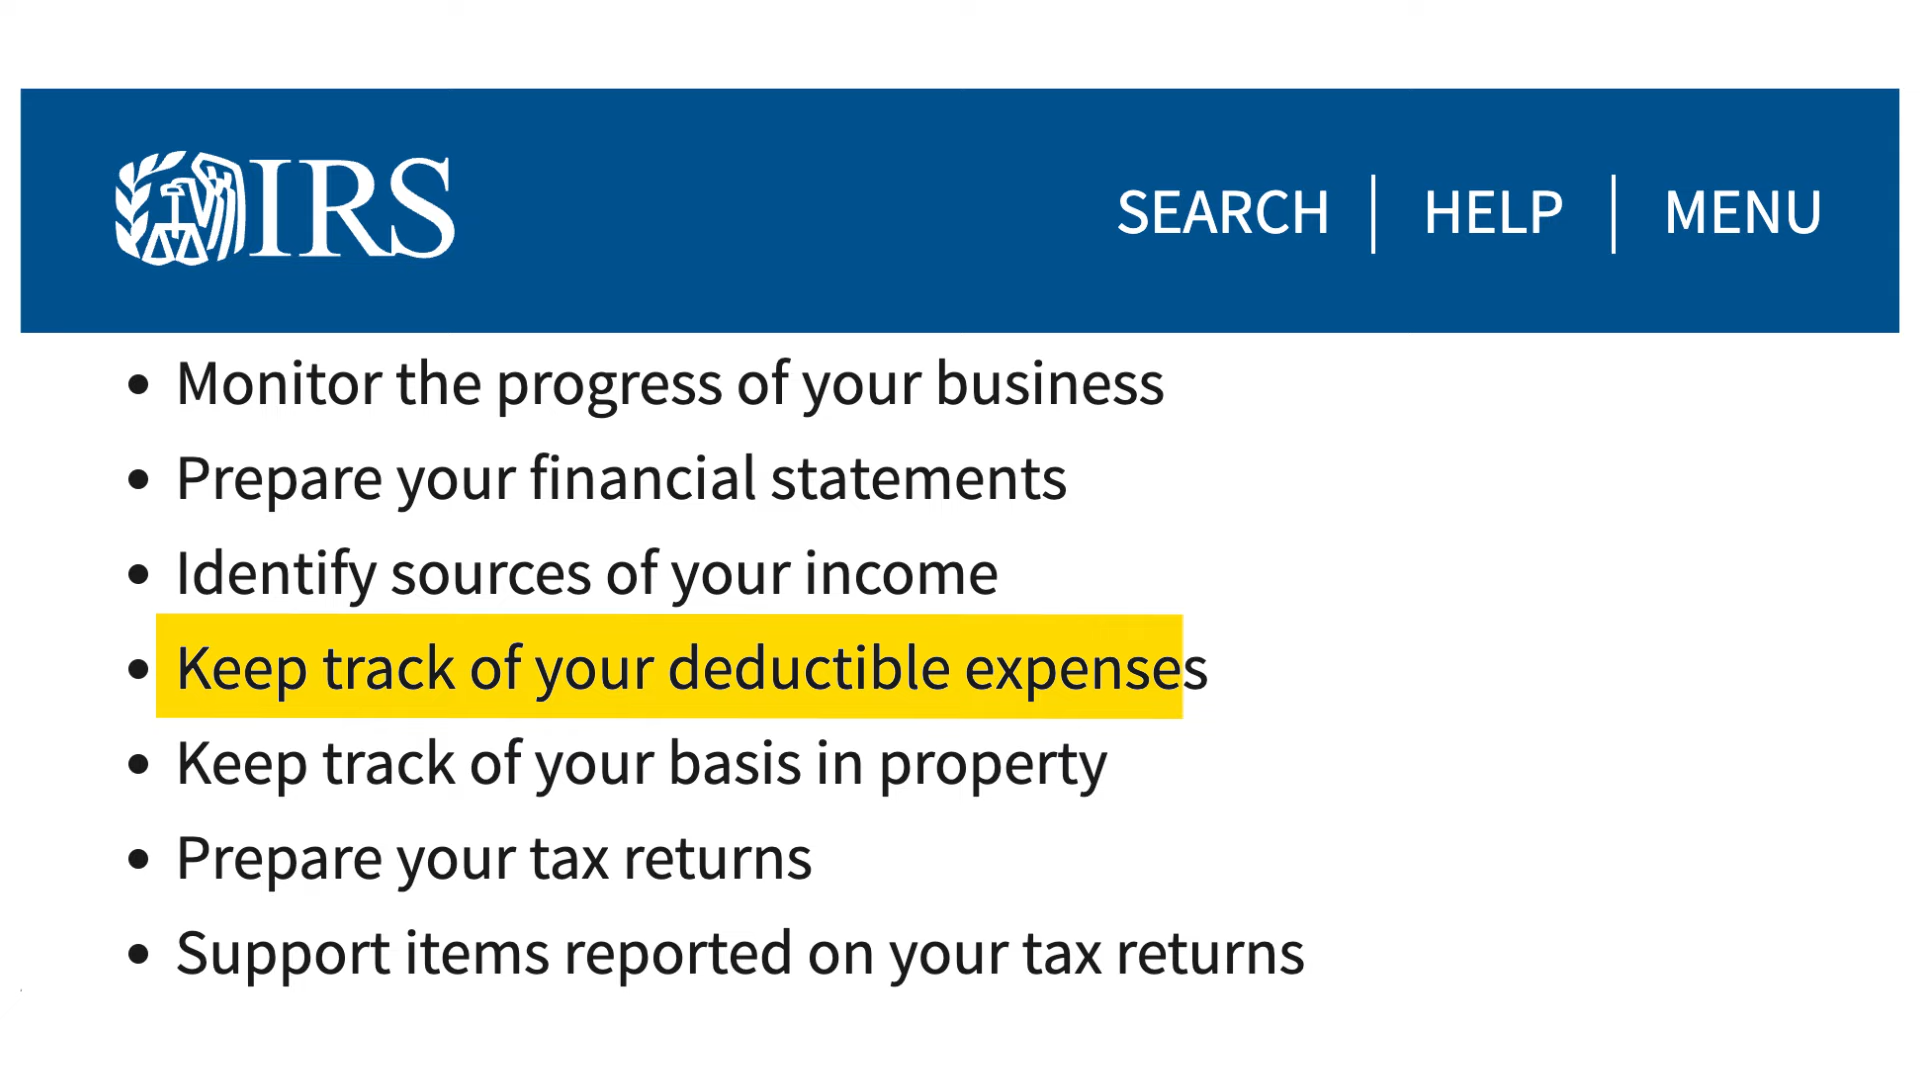 IRS
SEARCH | HELP | MENU
• Monitor the progress of your business
• Prepare your financial statements
• Identify sources of your income
• Keep track of your deductible expenses
• Keep track of your basis in property
• Prepare your tax returns
• Support items reported on your tax returns